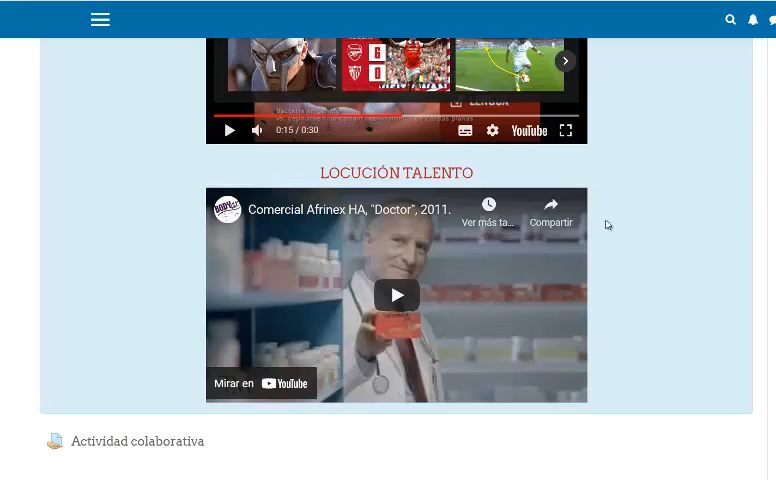 6
0
LENGUA
0:15 / 0:30
YouTube
LOCUCIÓN TALENTO
BODY
Comercial Afrinex HA, "Doctor", 2011.
Ver más ta...
Compartir
Mirar en YouTube
Actividad colaborativa